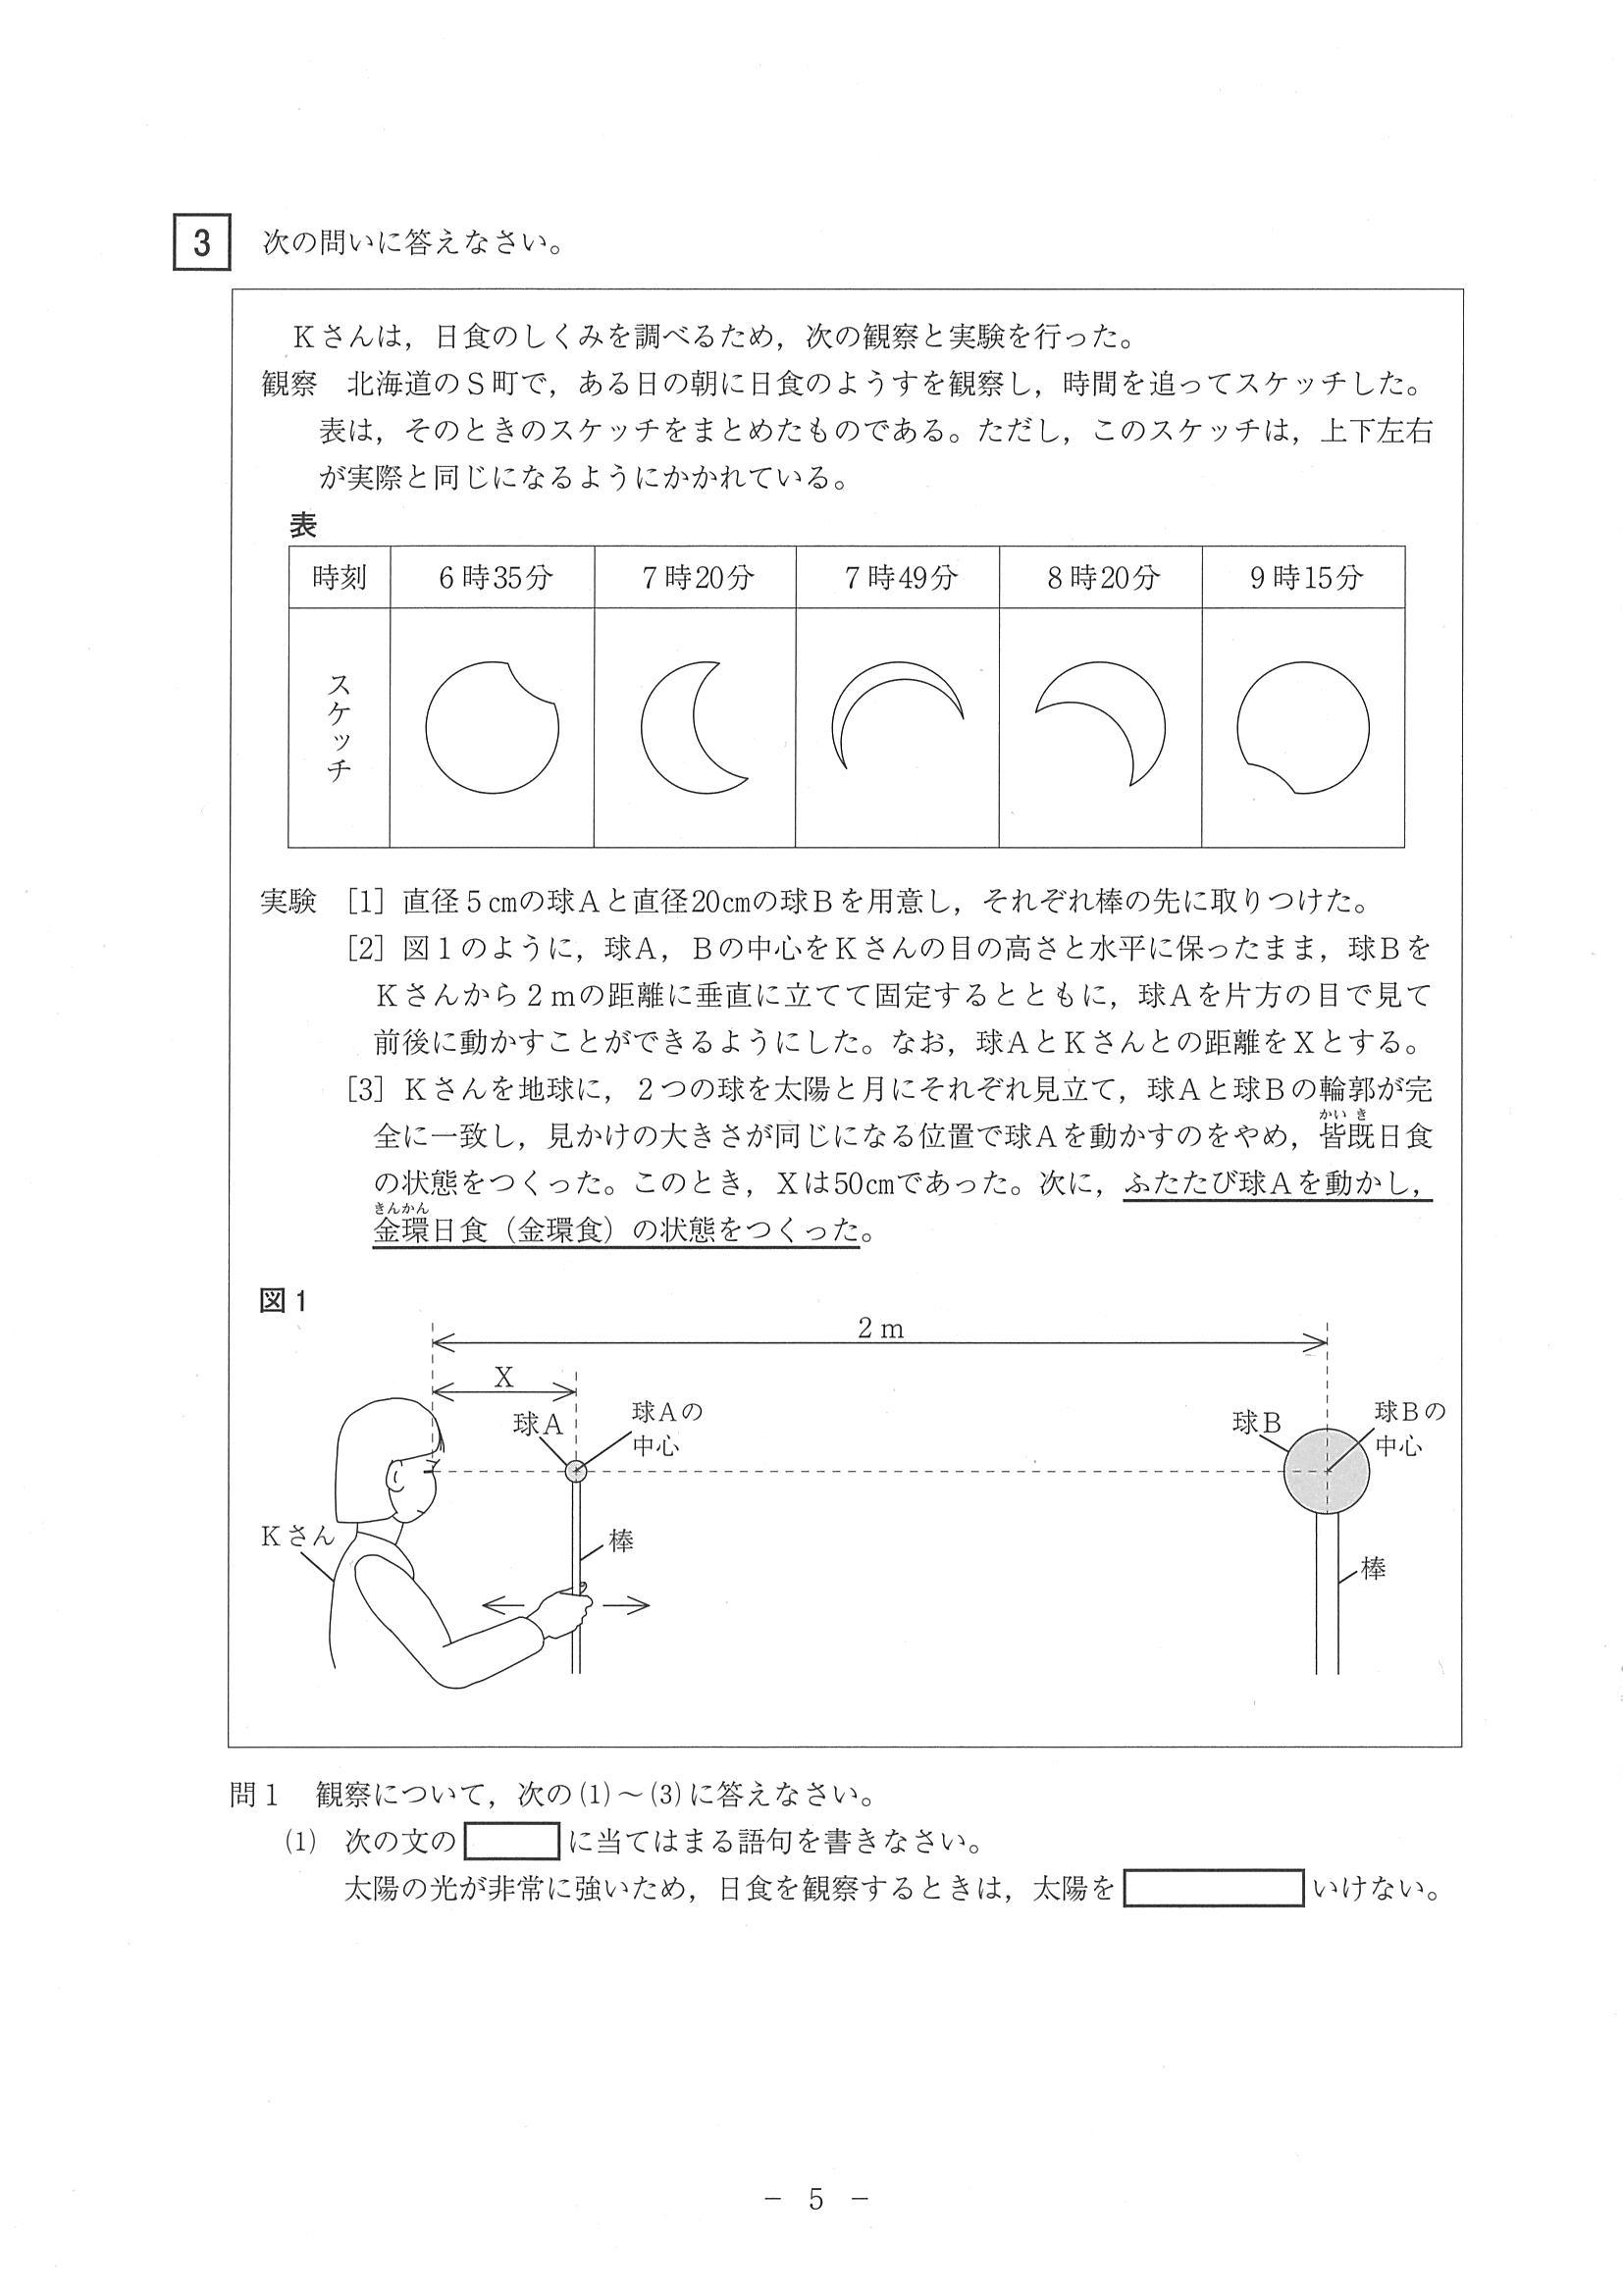 3 次の問いに答えなさい。
Kさんは，日食のしくみを調べるため，次の観察と実験を行った。
観察　北海道のS町で，ある日の朝に日食のようすを観察し，時間を追ってスケッチした。
表は，そのときのスケッチをまとめたものである。ただし，このスケッチは，上下左右
が実際と同じになるようにかかれている。
表
時刻 6時35分 7時20分 7時49分 8時20分 9時15分
スケッチ
実験　[1] 直径5cmの球Aと直径20cmの球Bを用意し，それぞれ棒の先に取りつけた。
[2] 図1のように，球A，Bの中心をKさんの目の高さと水平に保ったまま，球Bを
Kさんから2mの距離に垂直に立てて固定するとともに，球Aを片方の目で見て
前後に動かすことができるようにした。なお，球AとKさんとの距離をXとする。
[3] Kさんを地球に，2つの球を太陽と月にそれぞれ見立て，球Aと球Bの輪郭が完
かいき
全に一致し，見かけの大きさが同じになる位置で球Aを動かすのをやめ，皆既日食
の状態をつくった。このとき，Xは50cmであった。次に，ふたたび球Aを動かし，
きんかん
金環日食（金環食）の状態をつくった。
図1
2m
X
球A
球Aの
中心
球B
球Bの
中心
Kさん
棒
棒
問1　観察について，次の(1)～(3)に答えなさい。
(1)　次の文の　　　に当てはまる語句を書きなさい。
太陽の光が非常に強いため，日食を観察するときは，太陽を　　　いけない。
－ 5 －